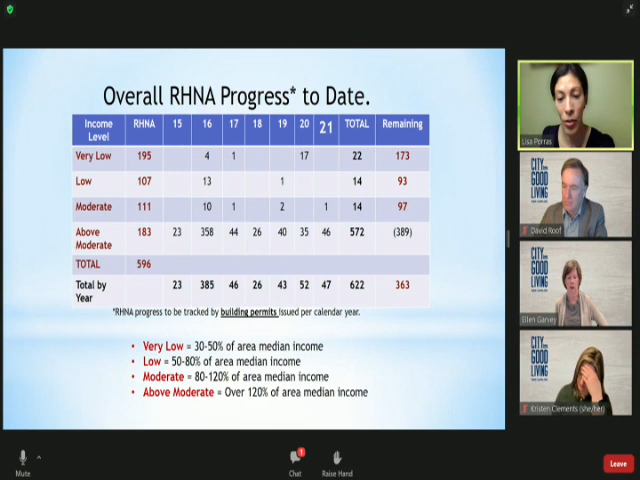 Overall RHNA Progress* to Date.
Income Level RHNA 15 16 17 18 19 20 21 TOTAL Remaining
Very Low 195 4 1 17 22 173
Low 107 13 1 14 93
Moderate 111 10 1 2 1 14 97
Above Moderate 183 23 358 44 26 40 35 46 572 (389)
TOTAL 596
Total by Year 23 385 46 26 43 52 47 622 363
*RHNA progress to be tracked by building permits issued per calendar year.
• Very Low = 30-50% of area median income
• Low = 50-80% of area median income
• Moderate = 80-120% of area median income
• Above Moderate = Over 120% of area median income
Lisa Porras
CITY
GOOD
LIVING
David Roof
CITY
GOOD
LIVING
Ellen Garvey
CITY
GOOD
LIVING
Kristen Clements (she/her)
Mute
1
Chat
Raise Hand
Leave